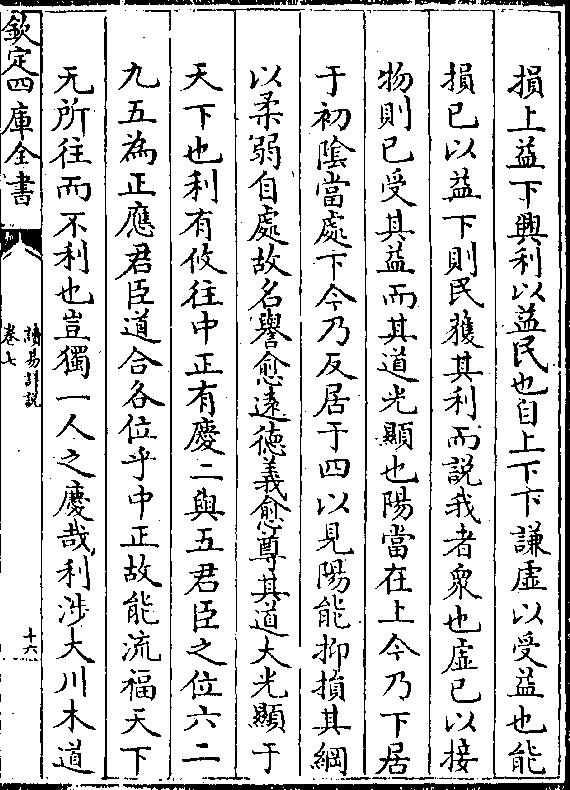 損上益下興利以益民也自上下下謙虛以受益也能
損已以益下則民獲其利而說我者衆也虛已以接
物則已受其益而其道光顯也陽當在上今乃下居
于初陰當處下今乃反居于四以見陽能抑損其綱
以柔弱自處故名譽愈遠徳義愈尊其道大光顯于
天下也利有攸往中正有慶二與五君臣之位六二
九五為正應君臣道合各位乎中正故能流福天下
无所往而不利也豈獨一人之慶哉利涉大川木道
欽定四庫全書
讀易詳說
卷七
十六